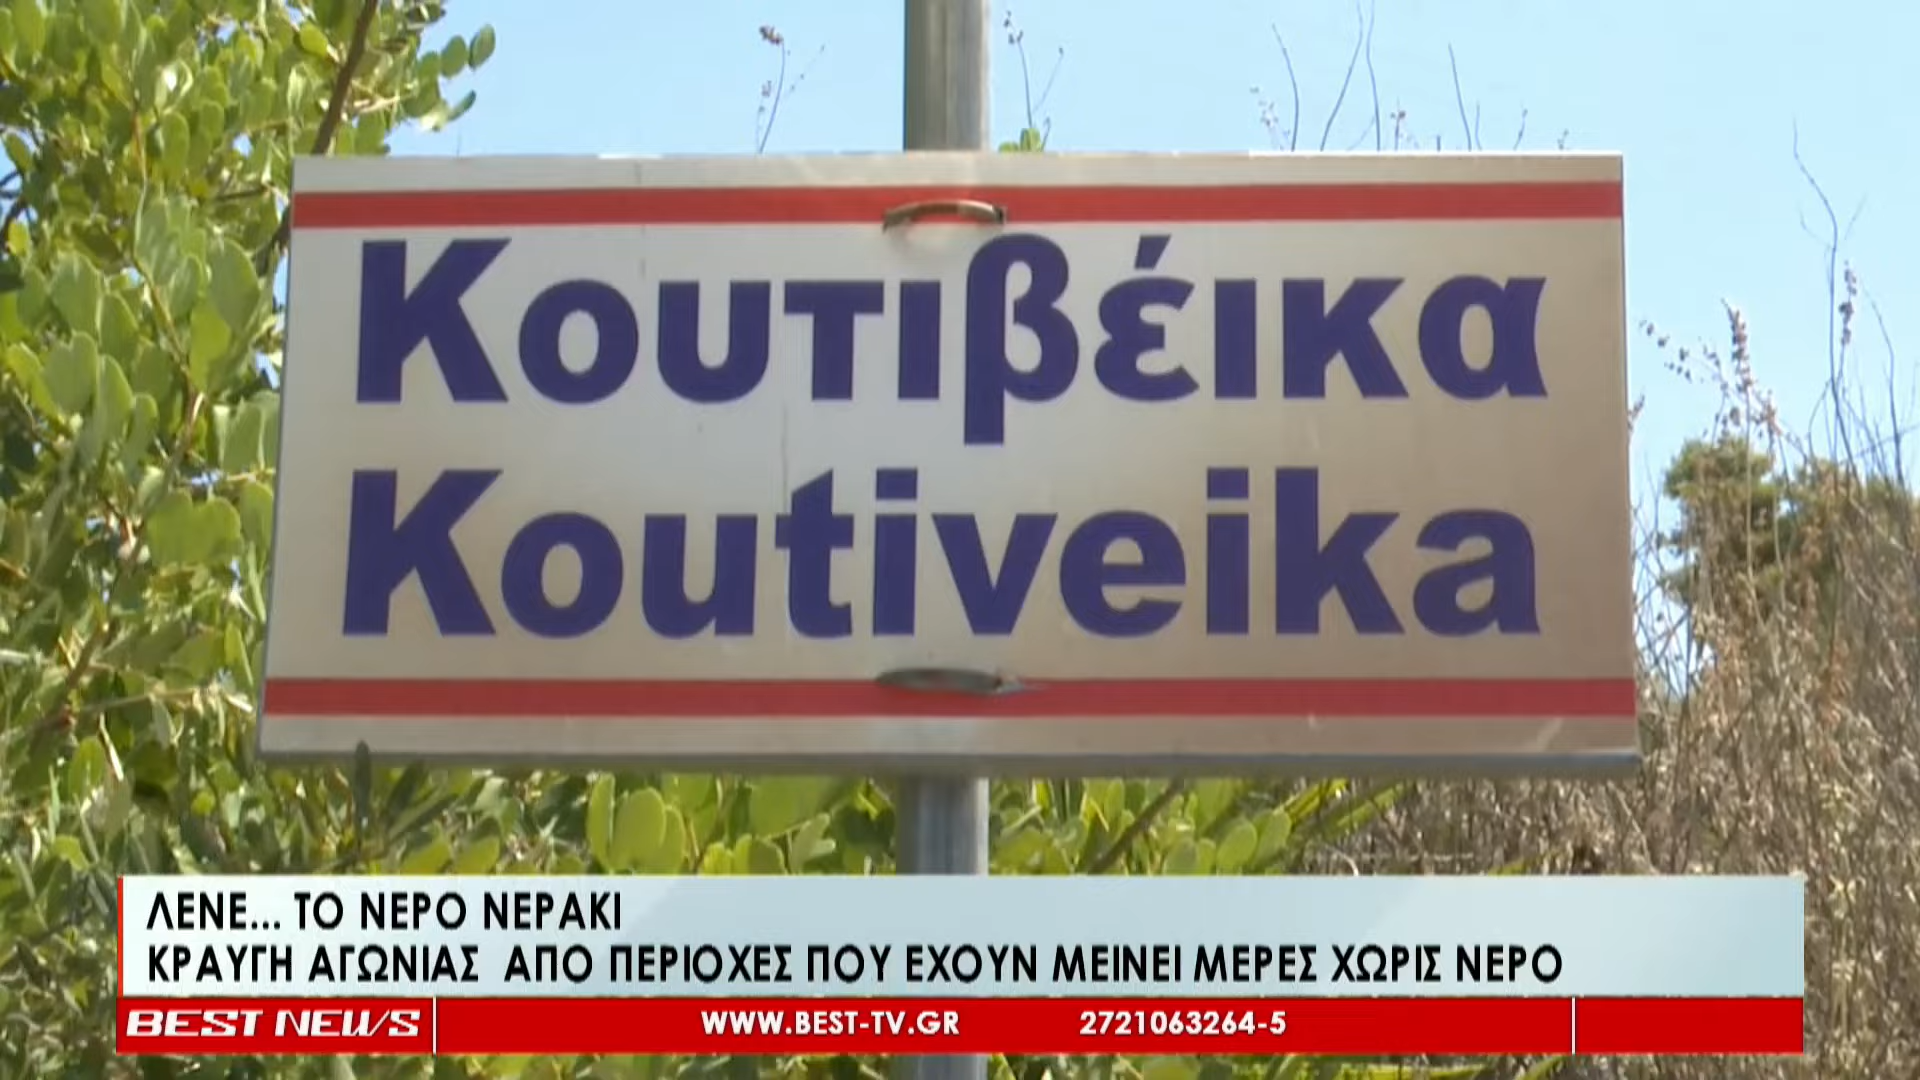 Κουτιβέικα
Koutiveika
ΛΕΝΕ... ΤΟ ΝΕΡΟ ΝΕΡΑΚΙ
ΚΡΑΥΓΗ ΑΓΩΝΙΑΣ  ΑΠΟ ΠΕΡΙΟΧΕΣ ΠΟΥ ΕΧΟΥΝ ΜΕΙΝΕΙ ΜΕΡΕΣ ΧΩΡΙΣ ΝΕΡΟ
BEST NEWS WWW.BEST-TV.GR 2721063264-5